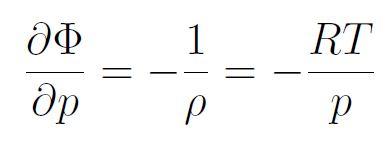 ∂Φ/∂p = −1/ρ = −RT/p